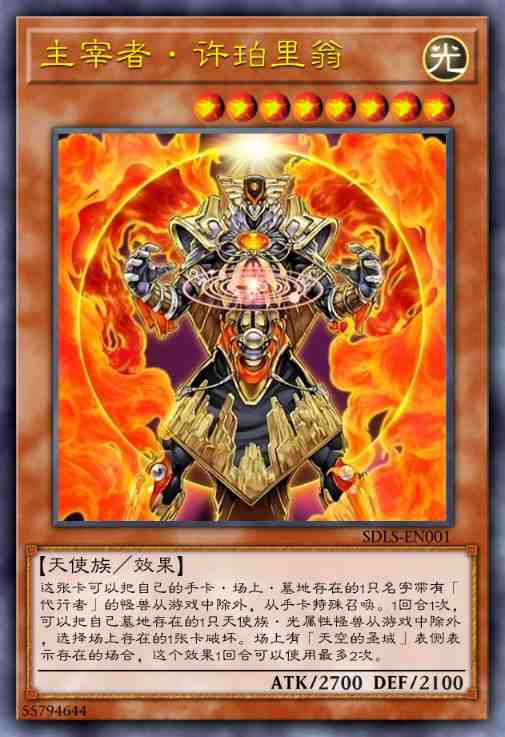 主宰者·许珀里翁
光
SDLS-EN001
【天使族／效果】
这张卡可以把自己的手卡·场上·墓地存在的1只名字带有「
代行者」的怪兽从游戏中除外，从手卡特殊召唤。1回合1次，
可以把自己墓地存在的1只天使族·光属性怪兽从游戏中除外
，选择场上存在的1张卡破坏。场上有「天空的圣域」表侧表
示存在的场合，这个效果1回合可以使用最多2次。
ATK/2700 DEF/2100
55794644